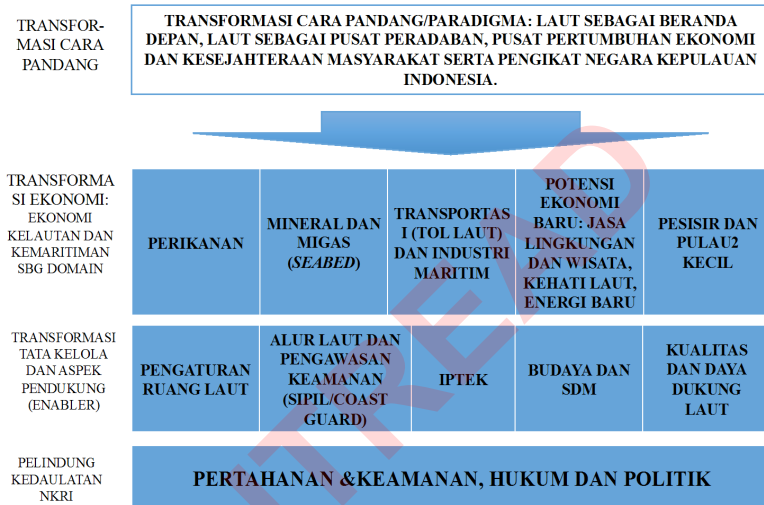 TRANSFOR-
MASI CARA
PANDANG
TRANSFORMASI CARA PANDANG/PARADIGMA: LAUT SEBAGAI BERANDA
DEPAN, LAUT SEBAGAI PUSAT PERADABAN, PUSAT PERTUMBUHAN EKONOMI
DAN KESEJAHTERAAN MASYARAKAT SERTA PENGIKAT NEGARA KEPULAUAN
INDONESIA.
TRANSFORMA
SI EKONOMI:
EKONOMI
KELAUTAN DAN
KEMARITIMAN
SBG DOMAIN
PERIKANAN
MINERAL DAN
MIGAS
(SEABED)
TRANSPORTAS
I (TOL LAUT)
DAN INDUSTRI
MARITIM
POTENSI
EKONOMI
BARU: JASA
LINGKUNGAN
DAN WISATA,
KEHATI LAUT,
ENERGI BARU
PESISIR DAN
PULAU2
KECIL
TRANSFORMASI
TATA KELOLA
DAN ASPEK
PENDUKUNG
(ENABLER)
PENGATURAN
RUANG LAUT
ALUR LAUT DAN
PENGAWASAN
KEAMANAN
(SIPIL/COAST
GUARD)
IPTEK
BUDAYA DAN
SDM
KUALITAS
DAN DAYA
DUKUNG
LAUT
PELINDUNG
KEDAULATAN
NKRI
PERTAHANAN &KEAMANAN, HUKUM DAN POLITIK